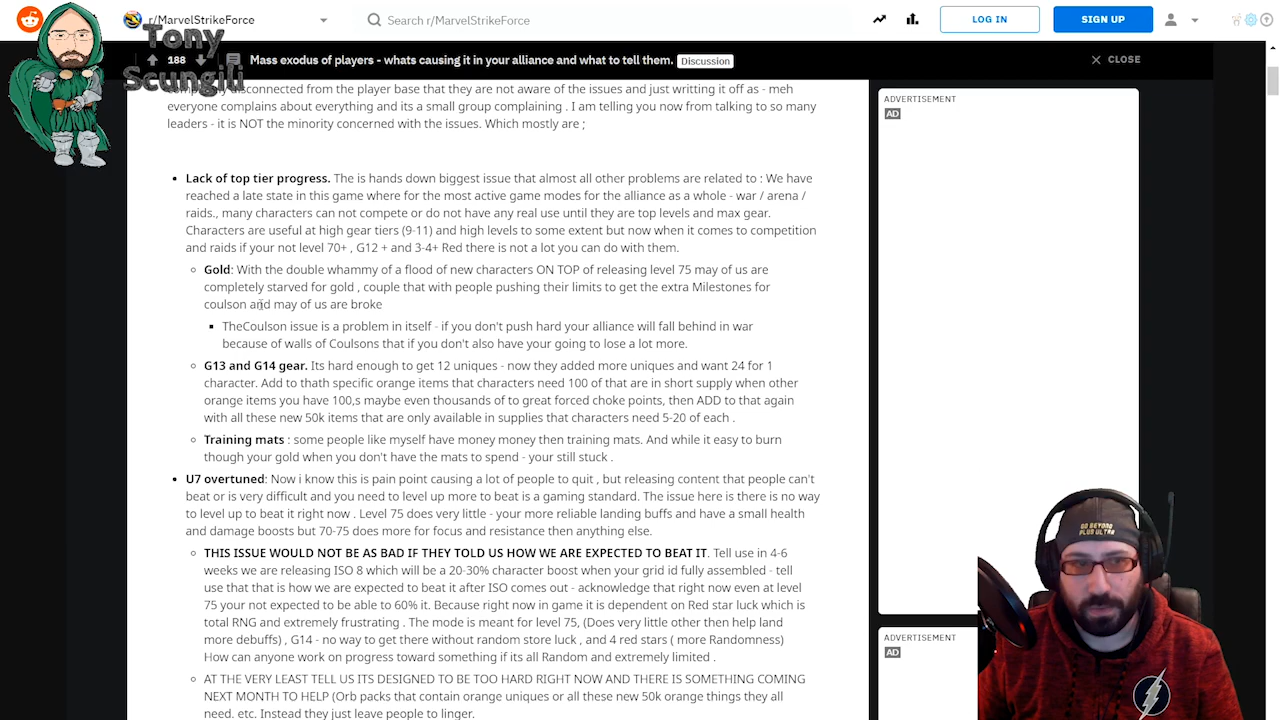 r/MarvelStrikeForce
Search r/MarvelStrikeForce
LOG IN
SIGN UP
Tony
Scungili
188
Mass exodus of players - whats causing it in your alliance and what to tell them.
Discussion
CLOSE
disconnected from the player base that they are not aware of the issues and just writting it off as - meh
everyone complains about everything and its a small group complaining . I am telling you now from talking to so many
leaders - it is NOT the minority concerned with the issues. Which mostly are ;
Lack of top tier progress. The is hands down biggest issue that almost all other problems are related to : We have
reached a late state in this game where for the most active game modes for the alliance as a whole - war / arena /
raids., many characters can not compete or do not have any real use until they are top levels and max gear.
Characters are useful at high gear tiers (9-11) and high levels to some extent but now when it comes to competition
and raids if your not level 70+ , G12 + and 3-4+ Red there is not a lot you can do with them.
Gold: With the double whammy of a flood of new characters ON TOP of releasing level 75 may of us are
completely starved for gold , couple that with people pushing their limits to get the extra Milestones for
coulson and may of us are broke
TheCoulson issue is a problem in itself - if you don't push hard your alliance will fall behind in war
because of walls of Coulsons that if you don't also have your going to lose a lot more.
G13 and G14 gear. Its hard enough to get 12 uniques - now they added more uniques and want 24 for 1
character. Add to thath specific orange items that characters need 100 of that are in short supply when other
orange items you have 100,s maybe even thousands of to great forced choke points, then ADD to that again
with all these new 50k items that are only available in supplies that characters need 5-20 of each .
Training mats : some people like myself have money money then training mats. And while it easy to burn
though your gold when you don't have the mats to spend - your still stuck .
U7 overtuned: Now i know this is pain point causing a lot of people to quit , but releasing content that people can't
beat or is very difficult and you need to level up more to beat is a gaming standard. The issue here is there is no way
to level up to beat it right now . Level 75 does very little - your more reliable landing buffs and have a small health
and damage boosts but 70-75 does more for focus and resistance then anything else.
THIS ISSUE WOULD NOT BE AS BAD IF THEY TOLD US HOW WE ARE EXPECTED TO BEAT IT. Tell use in 4-6
weeks we are releasing ISO 8 which will be a 20-30% character boost when your grid id fully assembled - tell
use that that is how we are expected to beat it after ISO comes out - acknowledge that right now even at level
75 your not expected to be able to 60% it. Because right now in game it is dependent on Red star luck which is
total RNG and extremely frustrating . The mode is meant for level 75, (Does very little other then help land
more debuffs) , G14 - no way to get there without random store luck , and 4 red stars ( more Randomness)
How can anyone work on progress toward something if its all Random and extremely limited .
AT THE VERY LEAST TELL US ITS DESIGNED TO BE TOO HARD RIGHT NOW AND THERE IS SOMETHING COMING
NEXT MONTH TO HELP (Orb packs that contain orange uniques or all these new 50k orange things they all
need. etc. Instead they just leave people to linger.
ADVERTISEMENT
AD
ADVERTISEMENT
AD
GO BEYOND
PLUS ULTRA